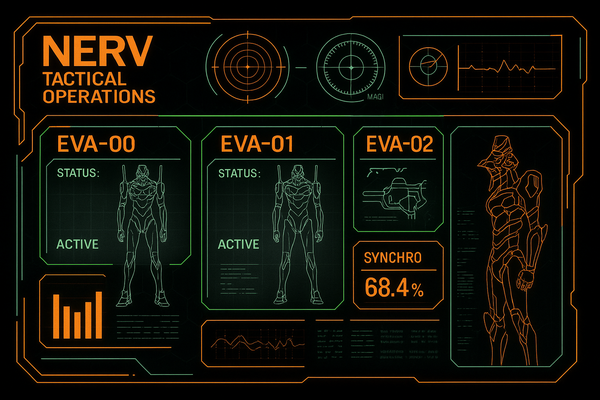 NERV
TACTICAL
OPERATIONS
MAGI
EVA-00
STATUS:
ACTIVE
EVA-01
STATUS:
ACTIVE
EVA-02
SYNCHRO
68.4%